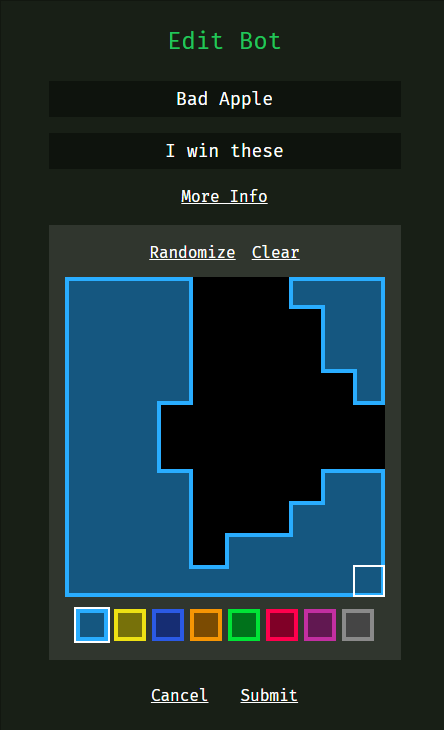 Edit Bot
Bad Apple
I win these
More Info
Randomize Clear
Cancel Submit